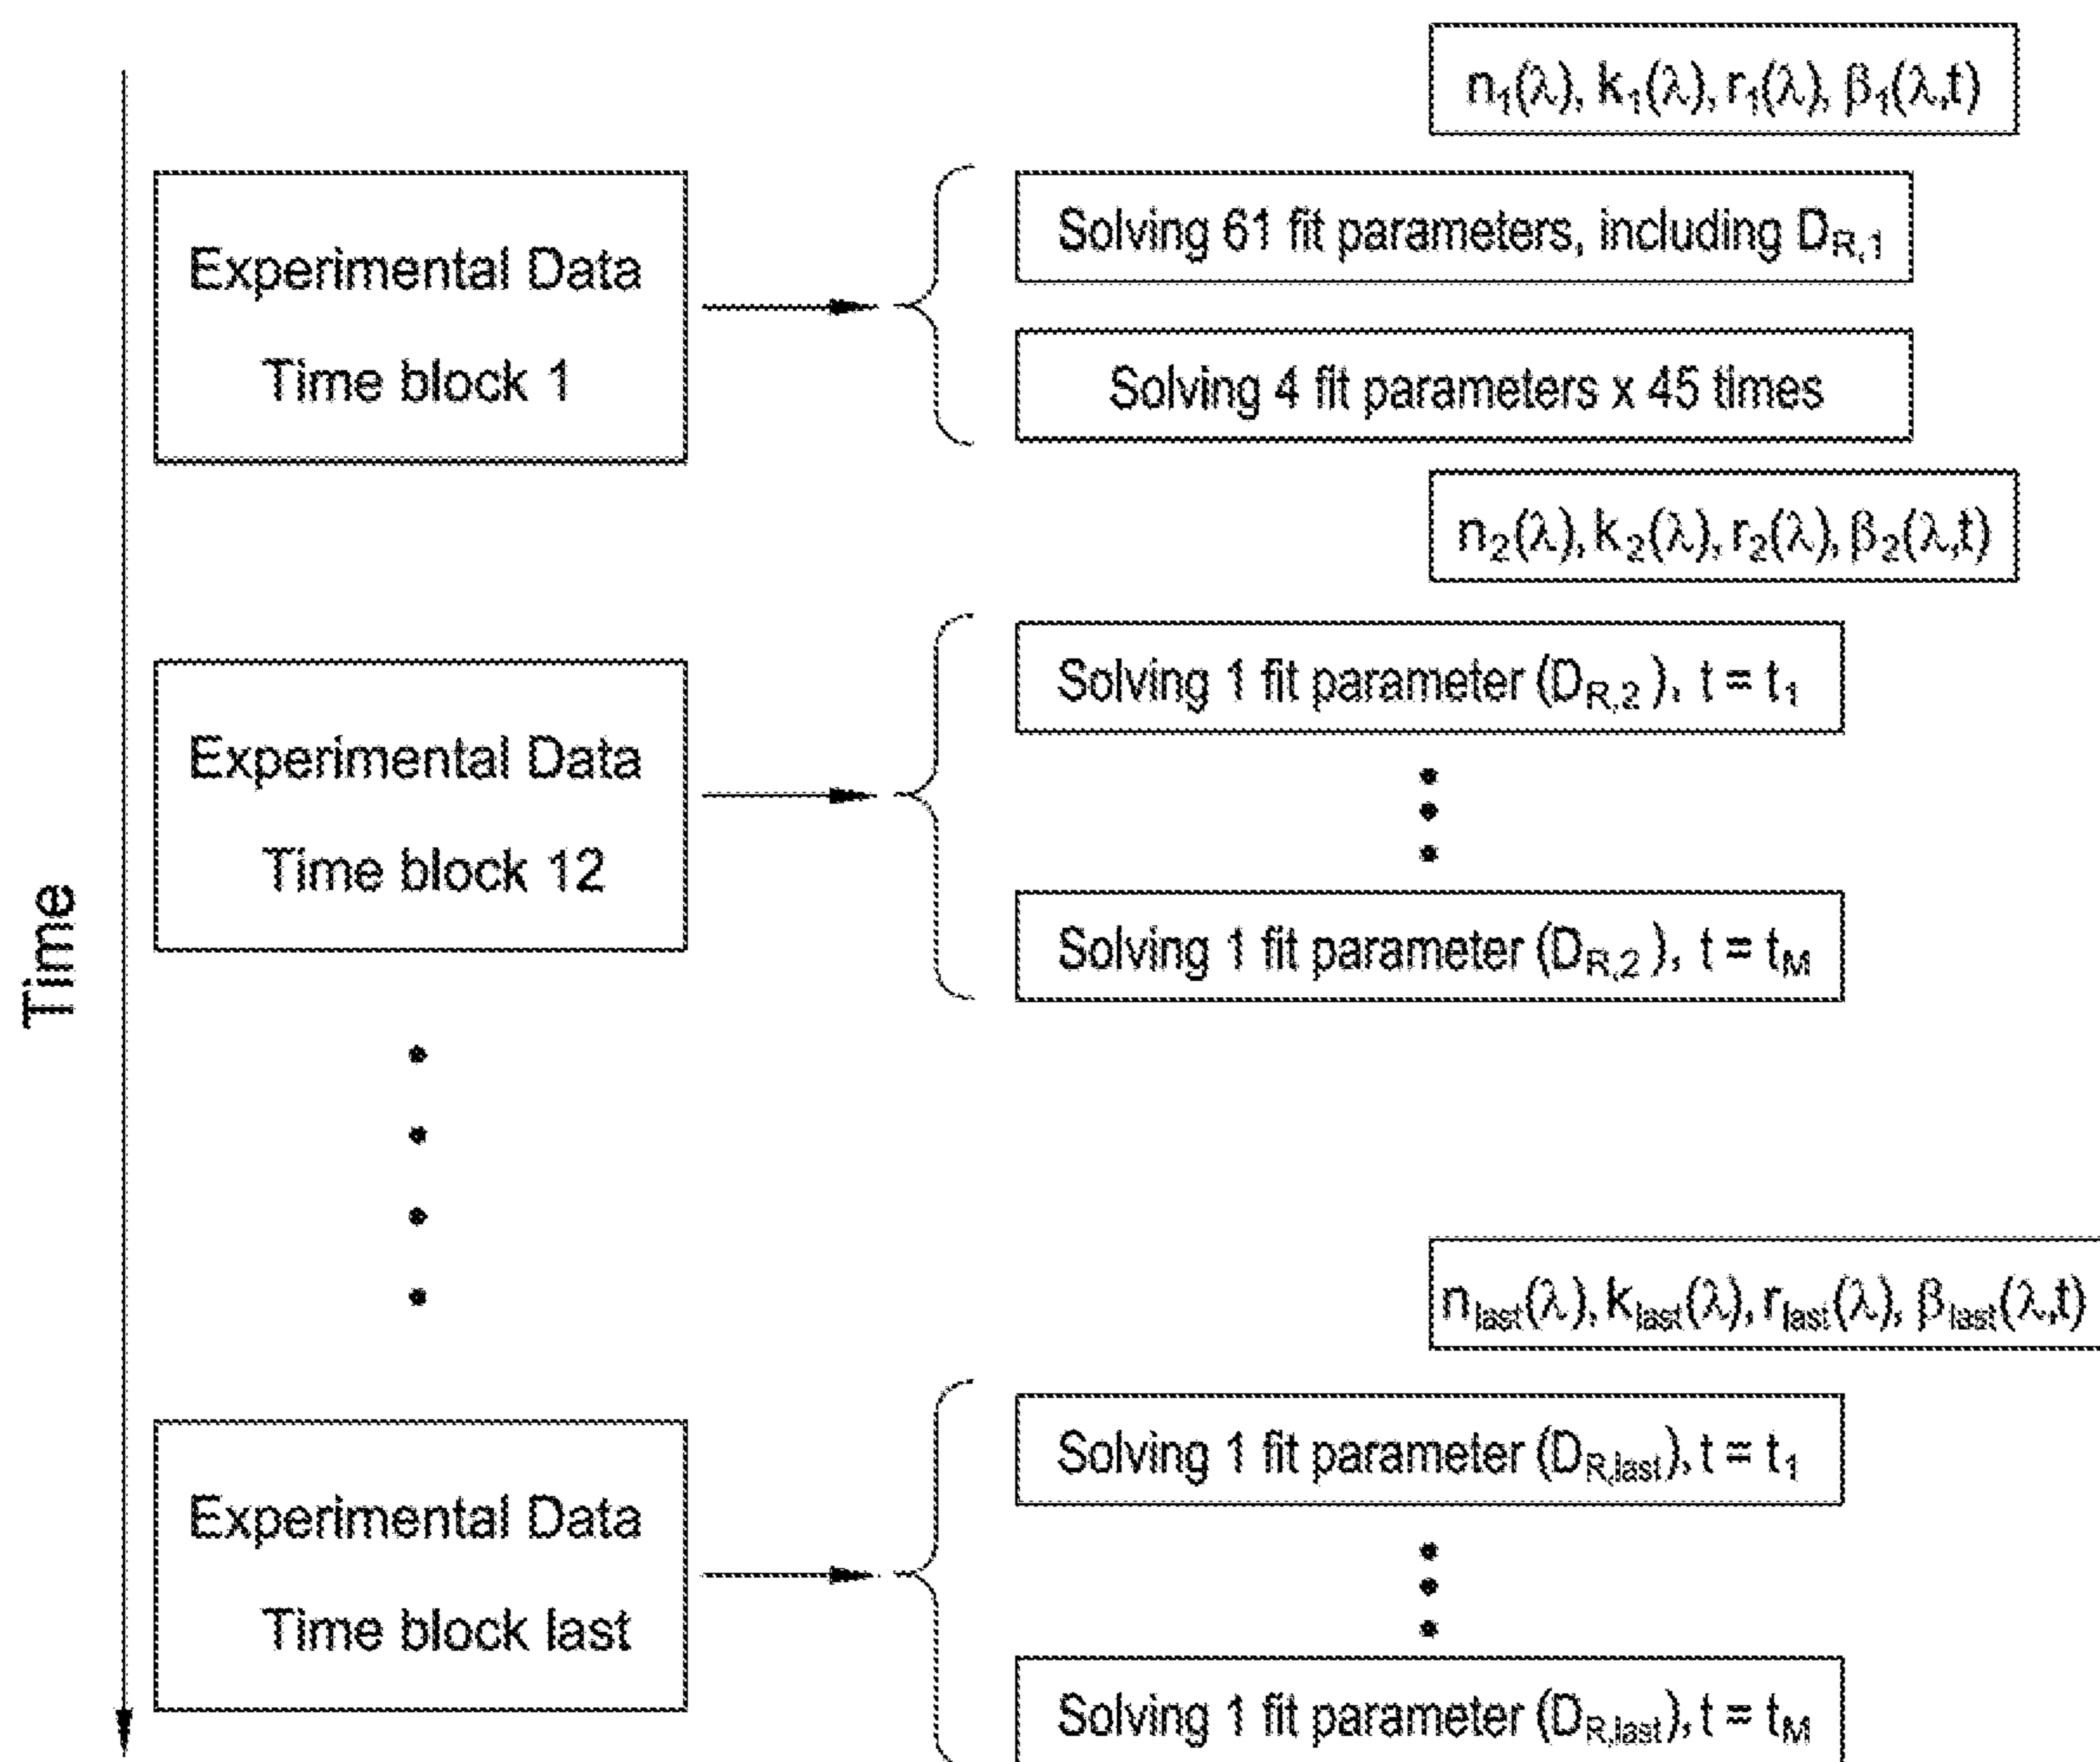 n₁(λ), k₁(λ), r₁(λ), β₁(λ,t)
Experimental Data
Time block 1
Solving 61 fit parameters, including D_R,1
Solving 4 fit parameters x 45 times
n₂(λ), k₂(λ), r₂(λ), β₂(λ,t)
Time
Experimental Data
Time block 12
Solving 1 fit parameter (D_R,2 ), t = t₁
Solving 1 fit parameter (D_R,2 ), t = t_M
n_last(λ), k_last(λ), r_last(λ), β_last(λ,t)
Experimental Data
Time block last
Solving 1 fit parameter (D_R,last), t = t₁
Solving 1 fit parameter (D_R,last), t = t_M